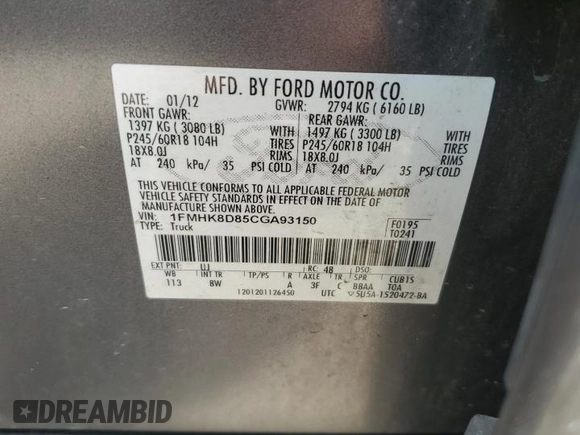 MFD. BY FORD MOTOR CO.
DATE: 01/12 GVWR: 2794 KG ( 6160 LB)
FRONT GAWR: REAR GAWR:
1397 KG ( 3080 LB) WITH 1497 KG ( 3300 LB) WITH
P245/60R18 104H TIRES P245/60R18 104H TIRES
18X8.0J RIMS 18X8.0J RIMS
AT 240 kPa/ 35 PSI COLD AT 240 kPa/ 35 PSI COLD
THIS VEHICLE CONFORMS TO ALL APPLICABLE FEDERAL MOTOR
VEHICLE SAFETY STANDARDS IN EFFECT ON THE DATE OF
MANUFACTURE SHOWN ABOVE.
VIN: 1FMHK8D85CGA93150 F0195
TYPE: Truck T0241
EXT PNT: UJ RC: 48 DSO:
WB INT TR TP/PS R AXLE TR SPR CUB15
113 BW A 3F C BBAA TOA
1201201126450 UTC 5U5A-1520472-BA
DREAMBID